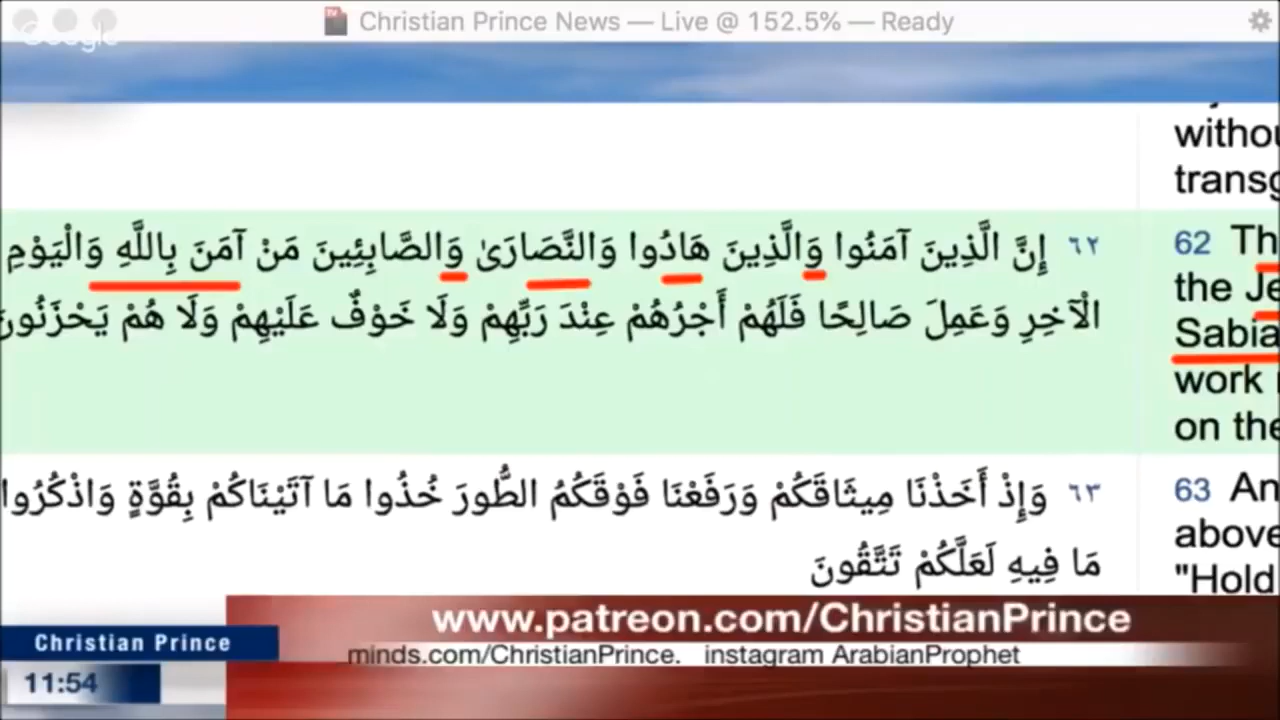 Christian Prince News — Live @ 152.5% — Ready
Google
withou
transg
٦٢ إِنَّ الَّذِينَ آمَنُوا وَالَّذِينَ هَادُوا وَالنَّصَارَىٰ وَالصَّابِئِينَ مَنْ آمَنَ بِاللَّهِ وَالْيَوْمِ
الْآخِرِ وَعَمِلَ صَالِحًا فَلَهُمْ أَجْرُهُمْ عِنْدَ رَبِّهِمْ وَلَا خَوْفٌ عَلَيْهِمْ وَلَا هُمْ يَحْزَنُونَ
62 Th
the Je
Sabia
work
on the
٦٣ وَإِذْ أَخَذْنَا مِيثَاقَكُمْ وَرَفَعْنَا فَوْقَكُمُ الطُّورَ خُذُوا مَا آتَيْنَاكُمْ بِقُوَّةٍ وَاذْكُرُوا
مَا فِيهِ لَعَلَّكُمْ تَتَّقُونَ
63 An
above
"Hold
www.patreon.com/ChristianPrince
Christian Prince
minds.com/ChristianPrince. instagram ArabianProphet
11:54